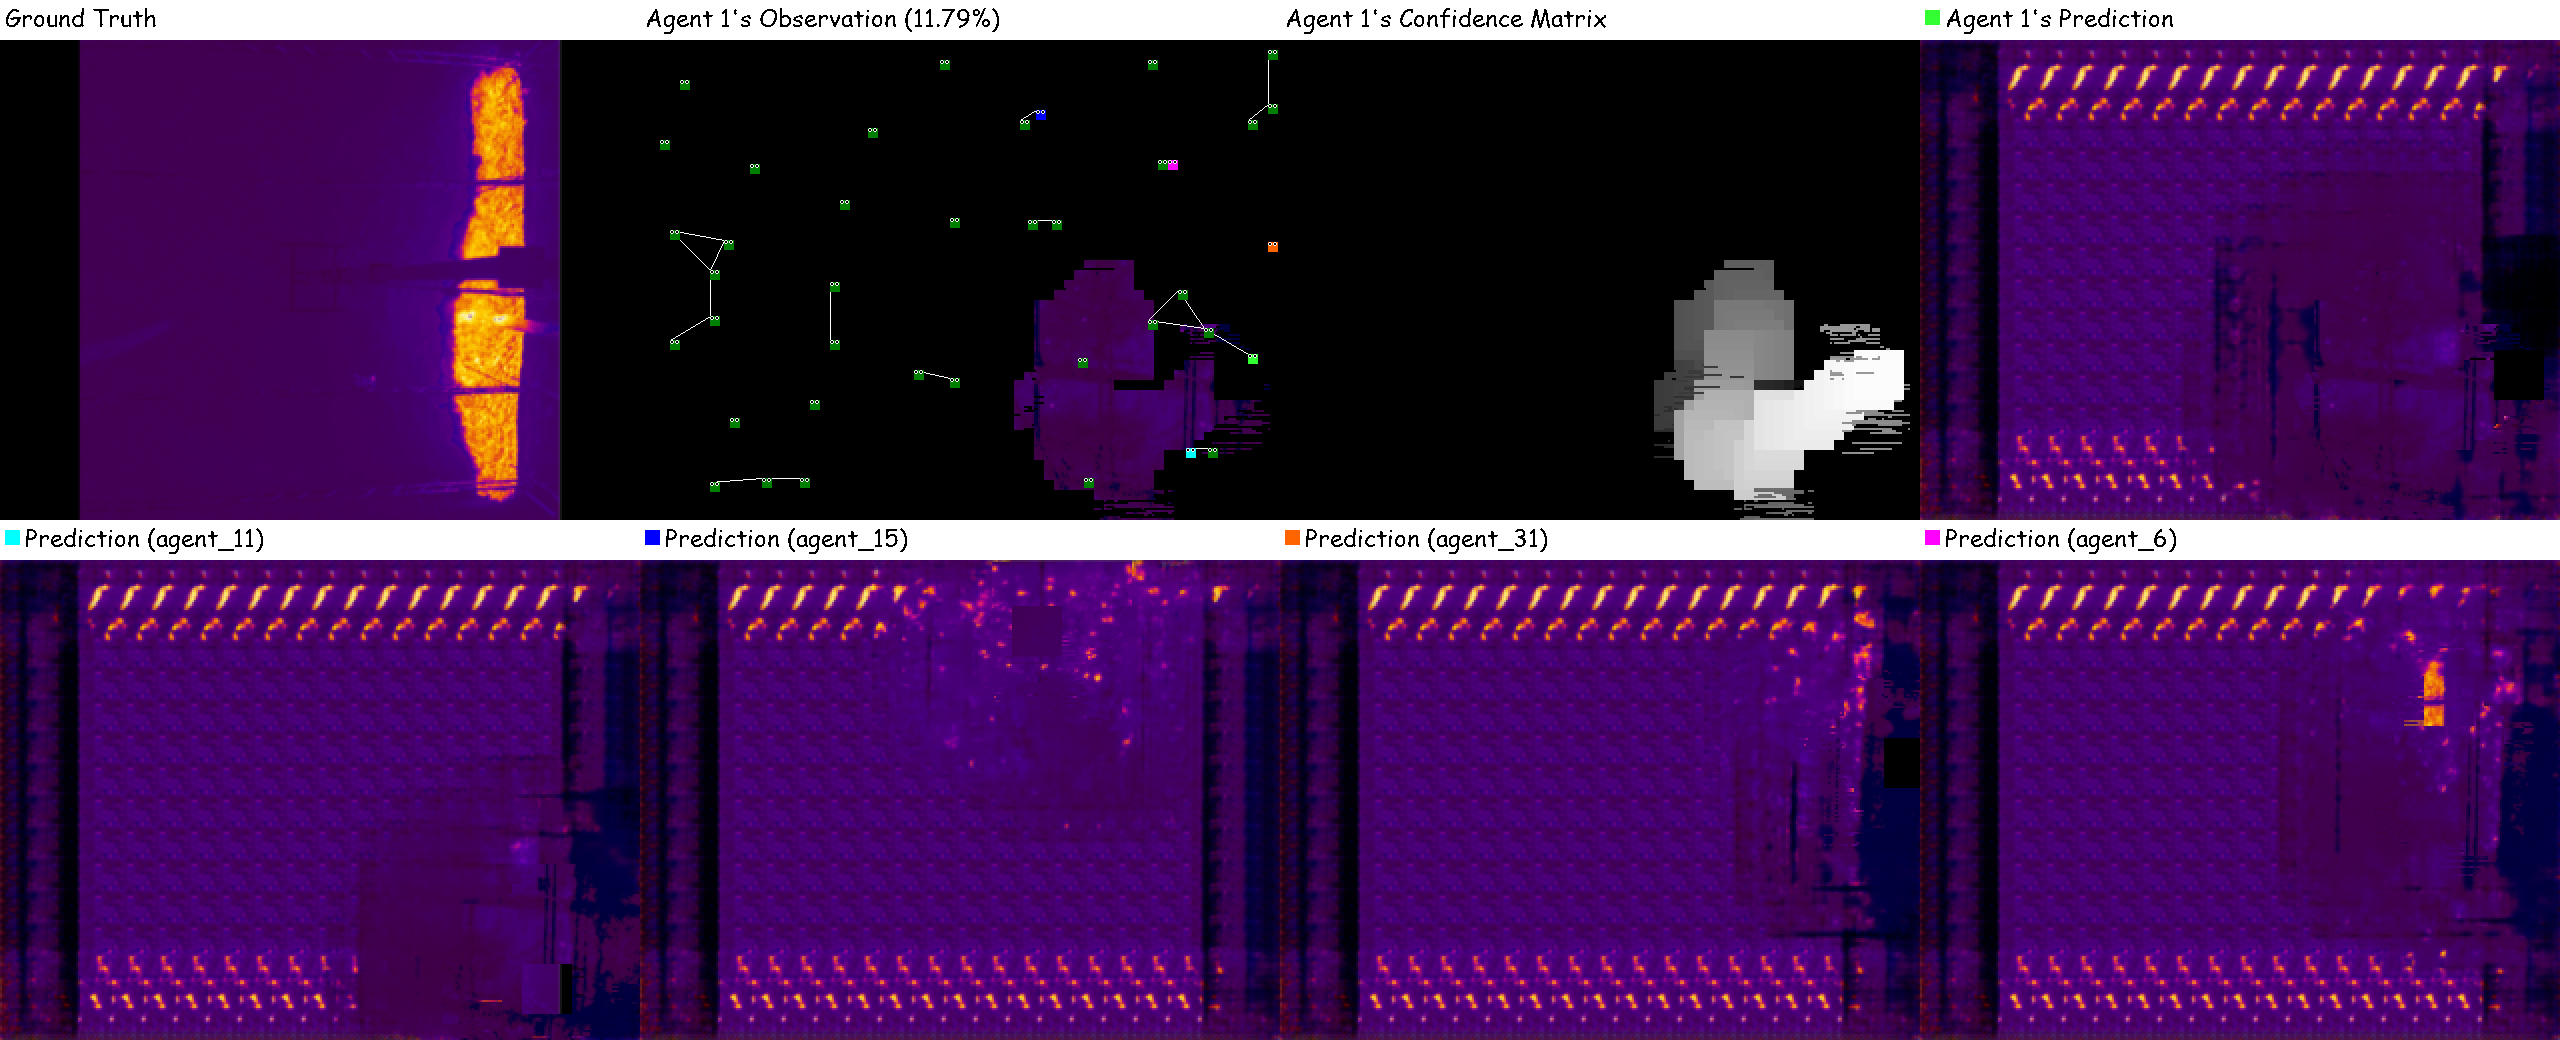 Ground Truth
Agent 1's Observation (11.79%)
Agent 1's Confidence Matrix
Agent 1's Prediction
Prediction (agent_11)
Prediction (agent_15)
Prediction (agent_31)
Prediction (agent_6)